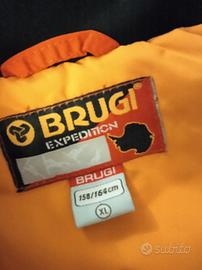 BRUGI
EXPEDITION
BRUGI
158/164cm
XL
subito